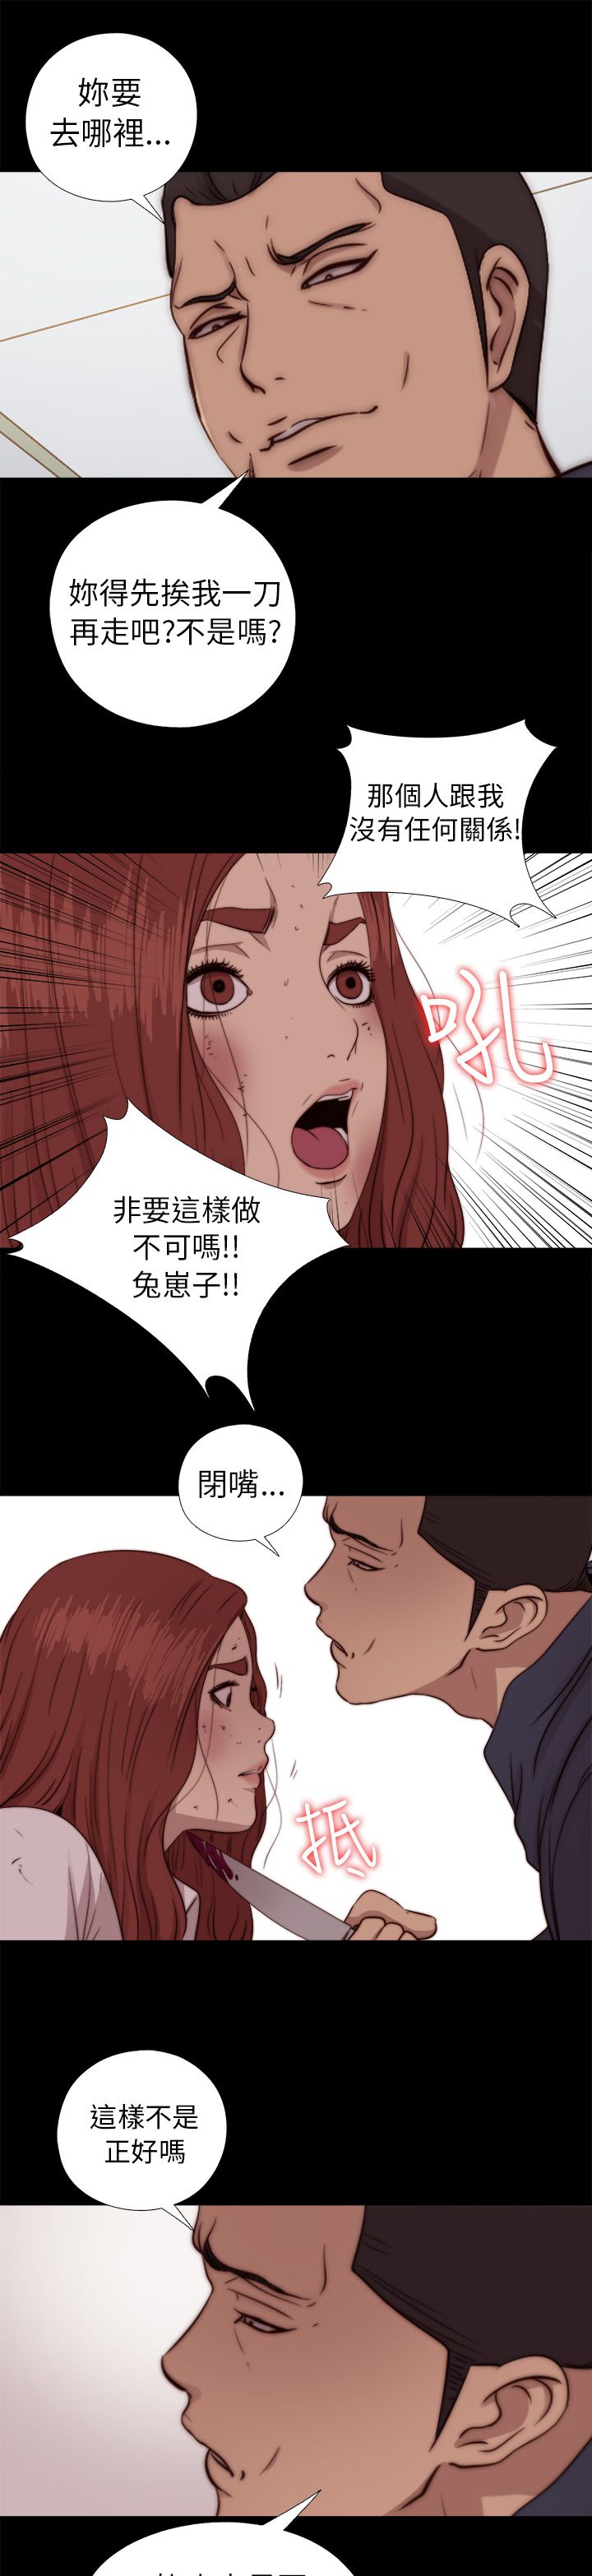 妳要
去哪裡...
妳得先挨我一刀
再走吧?不是嗎?
那個人跟我
沒有任何關係!
吼
非要這樣做
不可嗎!!
兔崽子!!
閉嘴...
抵
這樣不是
正好嗎